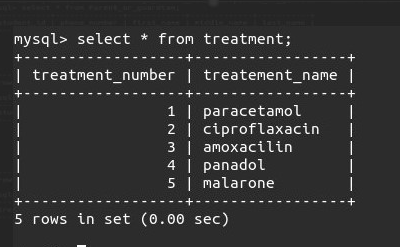 mysql> select * from treatment;
+------------------+-----------------+
| treatment_number | treatement_name |
+------------------+-----------------+
|                1 | paracetamol     |
|                2 | ciproflaxacin   |
|                3 | amoxacilin      |
|                4 | panadol         |
|                5 | malarone        |
+------------------+-----------------+
5 rows in set (0.00 sec)